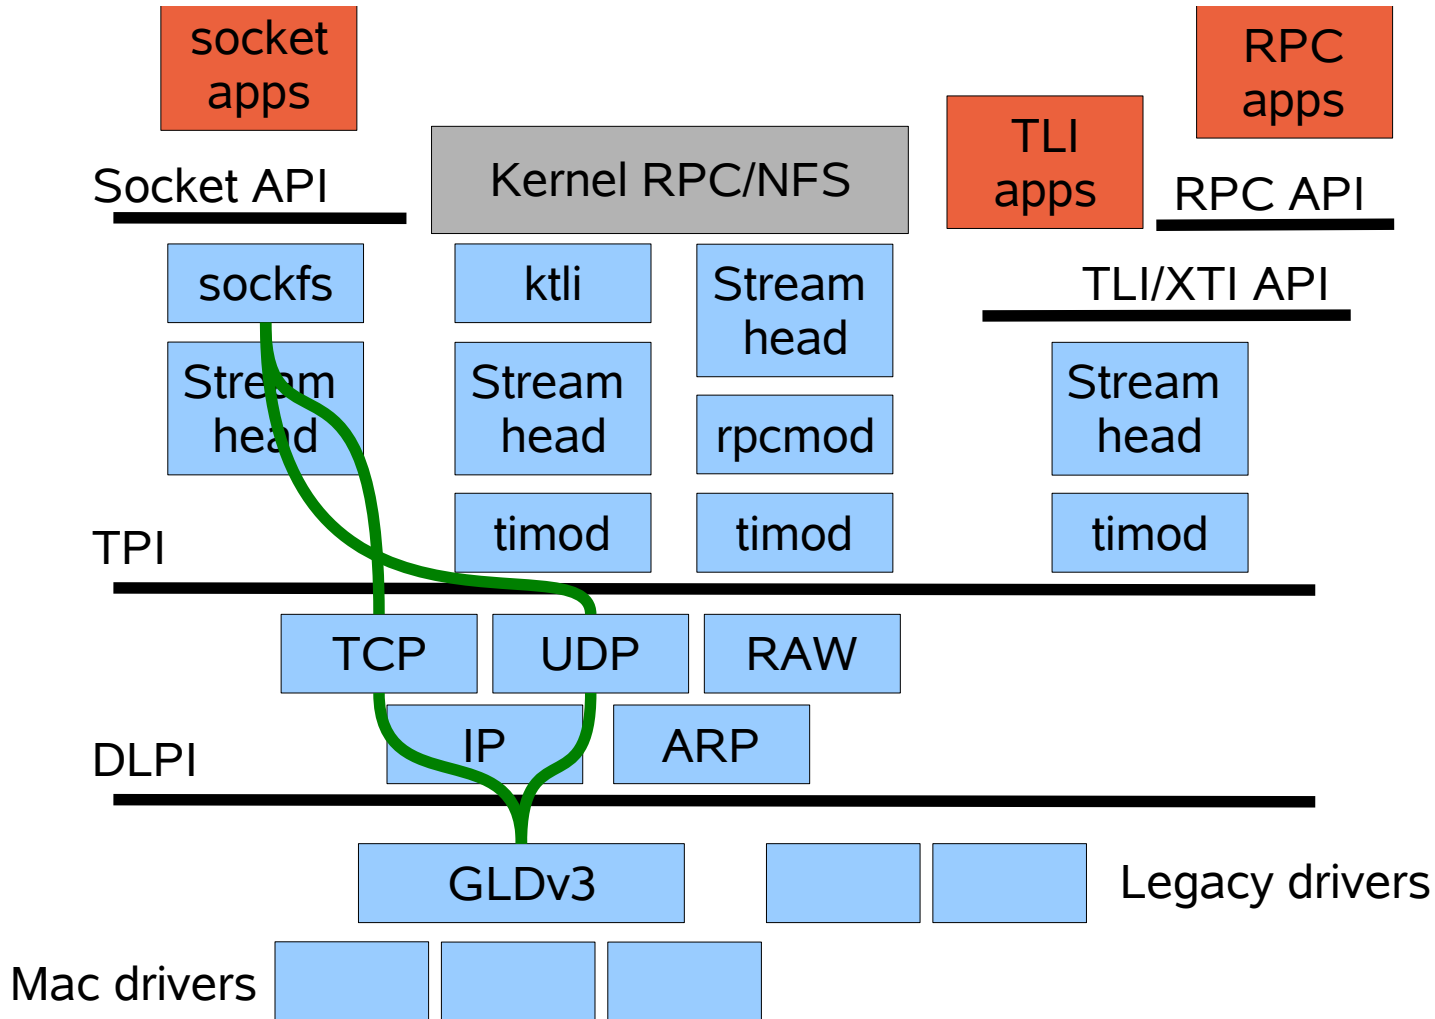 socket
apps
RPC
apps
TLI
apps
Kernel RPC/NFS
Socket API
RPC API
sockfs
ktli
Stream
head
TLI/XTI API
Stream
head
Stream
head
rpcmod
Stream
head
timod
timod
timod
TPI
TCP
UDP
RAW
IP
ARP
DLPI
GLDv3
Legacy drivers
Mac drivers